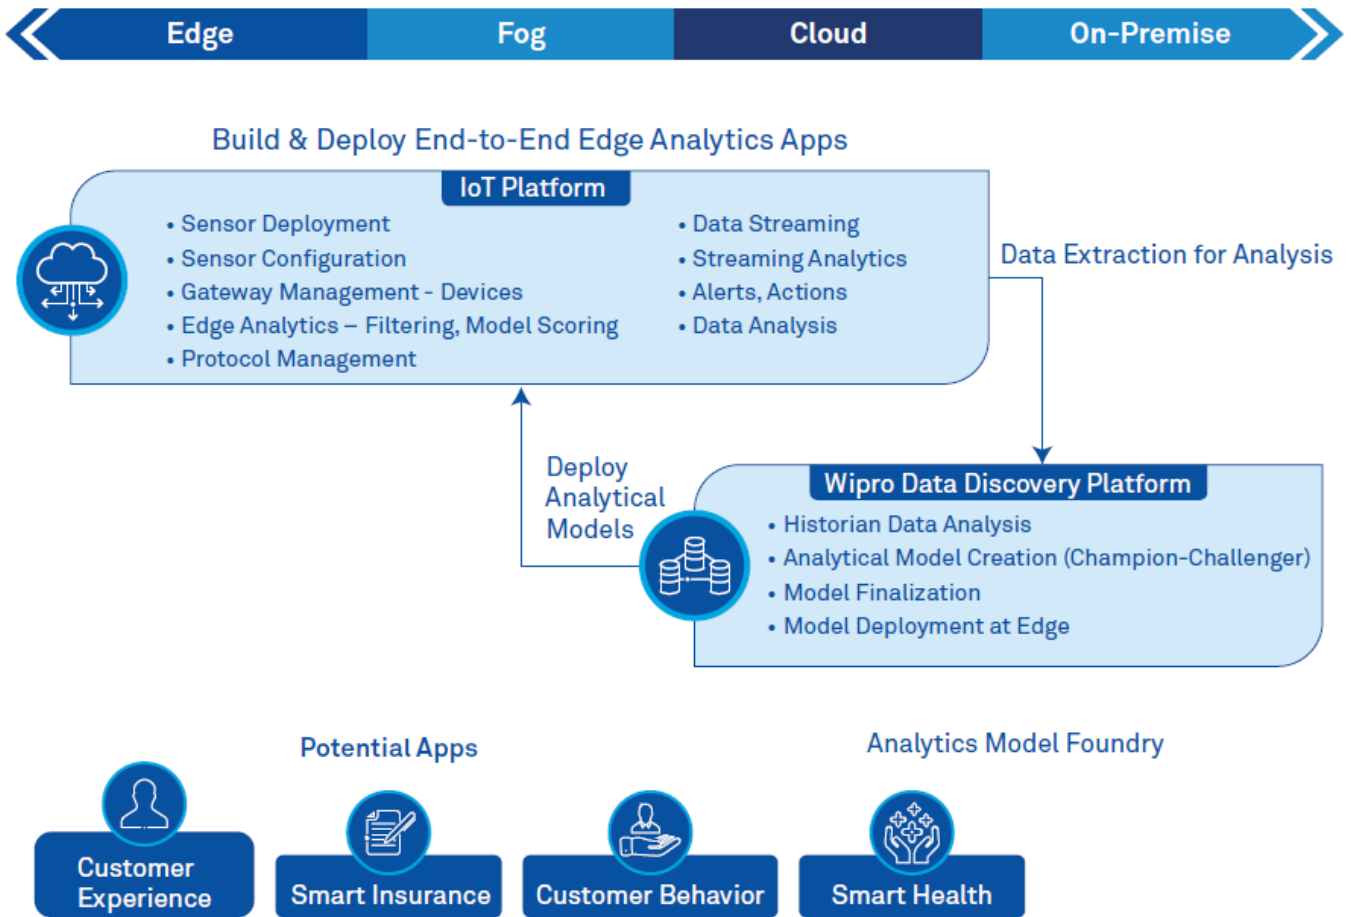 Edge
Fog
Cloud
On-Premise
Build & Deploy End-to-End Edge Analytics Apps
IoT Platform
• Sensor Deployment
• Sensor Configuration
• Gateway Management - Devices
• Edge Analytics – Filtering, Model Scoring
• Protocol Management
• Data Streaming
• Streaming Analytics
• Alerts, Actions
• Data Analysis
Data Extraction for Analysis
Deploy
Analytical
Models
Wipro Data Discovery Platform
• Historian Data Analysis
• Analytical Model Creation (Champion-Challenger)
• Model Finalization
• Model Deployment at Edge
Potential Apps
Analytics Model Foundry
Customer
Experience
Smart Insurance
Customer Behavior
Smart Health